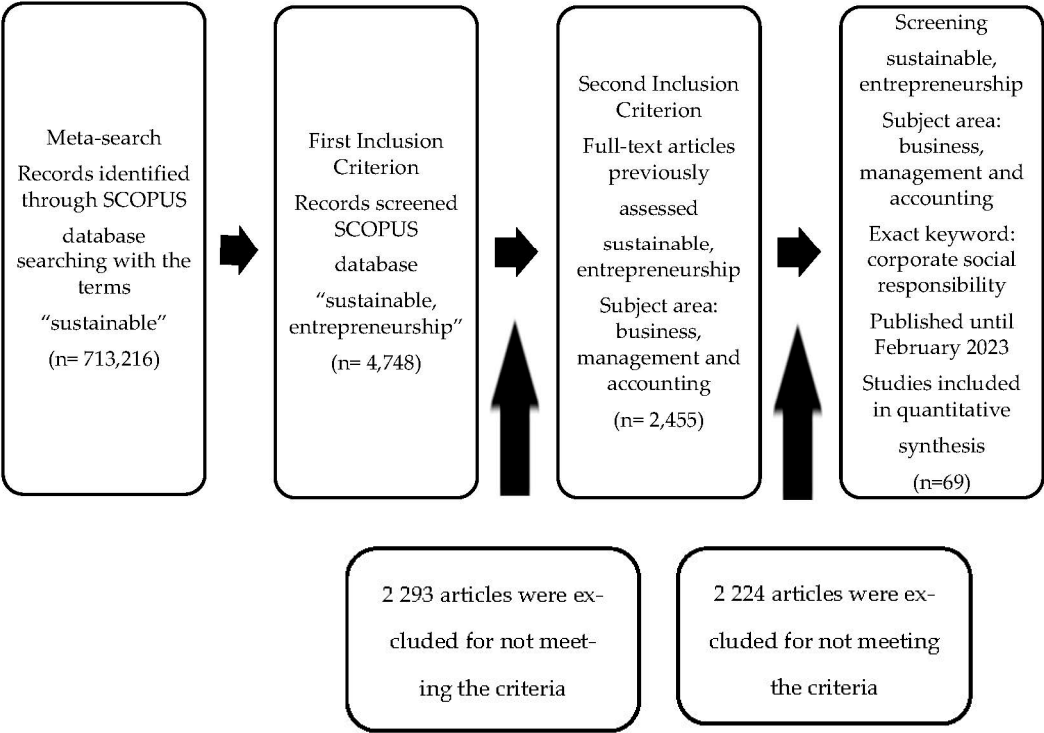 Meta-search
Records identified
through SCOPUS
database
searching with the
terms
“sustainable”
(n= 713,216)
First Inclusion
Criterion
Records screened
SCOPUS
database
“sustainable,
entrepreneurship”
(n= 4,748)
Second Inclusion
Criterion
Full-text articles
previously
assessed
sustainable,
entrepreneurship
Subject area:
business,
management and
accounting
(n= 2,455)
Screening
sustainable,
entrepreneurship
Subject area:
business,
management and
accounting
Exact keyword:
corporate social
responsibility
Published until
February 2023
Studies included
in quantitative
synthesis
(n=69)
2 293 articles were ex-
cluded for not meet-
ing the criteria
2 224 articles were ex-
cluded for not meeting
the criteria